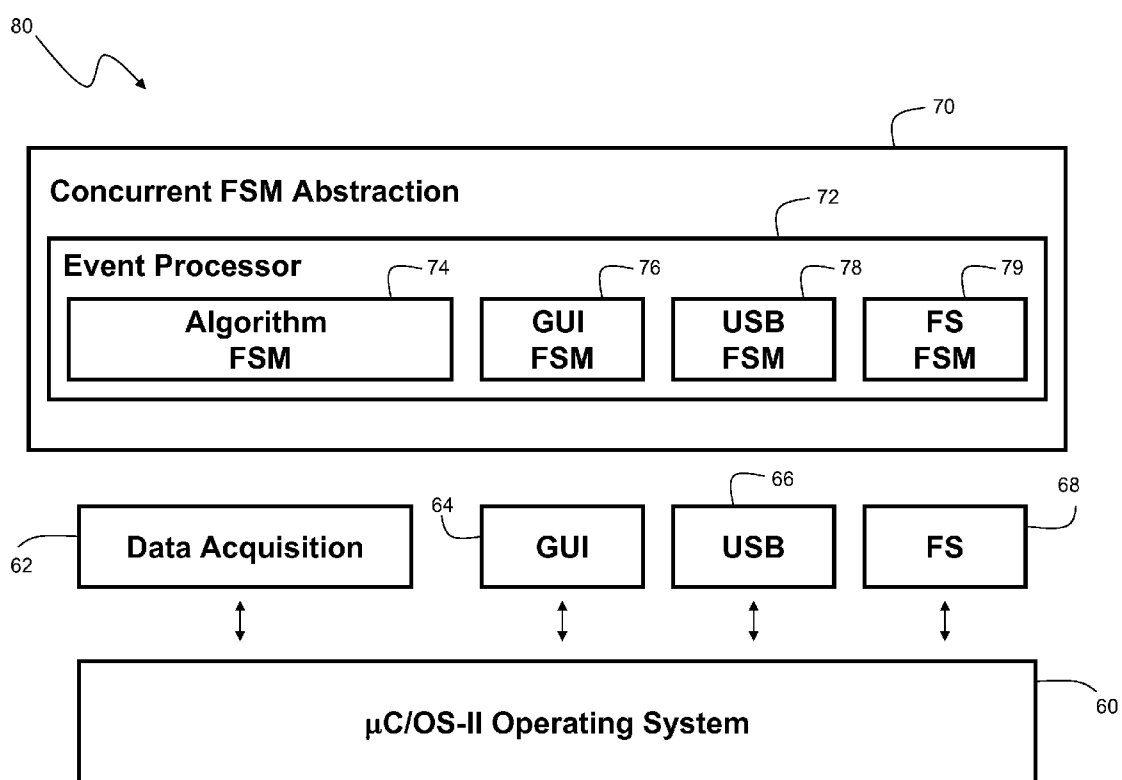 80
70
Concurrent FSM Abstraction
72
Event Processor
74
76
78
79
Algorithm
FSM
GUI
FSM
USB
FSM
FS
FSM
62
Data Acquisition
64
GUI
66
USB
68
FS
μC/OS-II Operating System
60